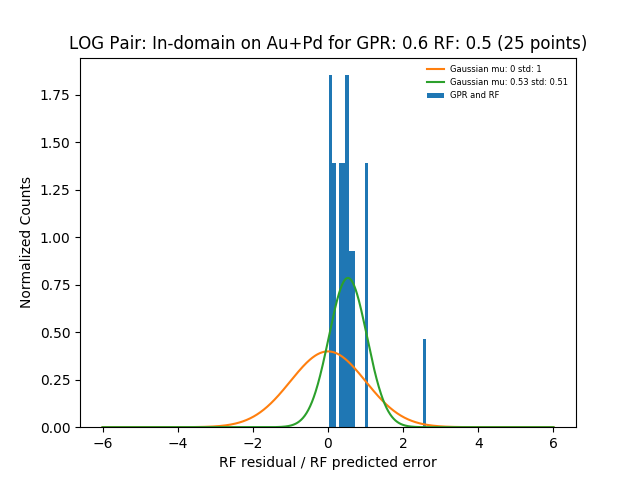 LOG Pair: In-domain on Au+Pd for GPR: 0.6 RF: 0.5 (25 points)
Gaussian mu: 0 std: 1
Gaussian mu: 0.53 std: 0.51
GPR and RF
Normalized Counts
1.75
1.50
1.25
1.00
0.75
0.50
0.25
0.00
−6 −4 −2 0 2 4 6
RF residual / RF predicted error